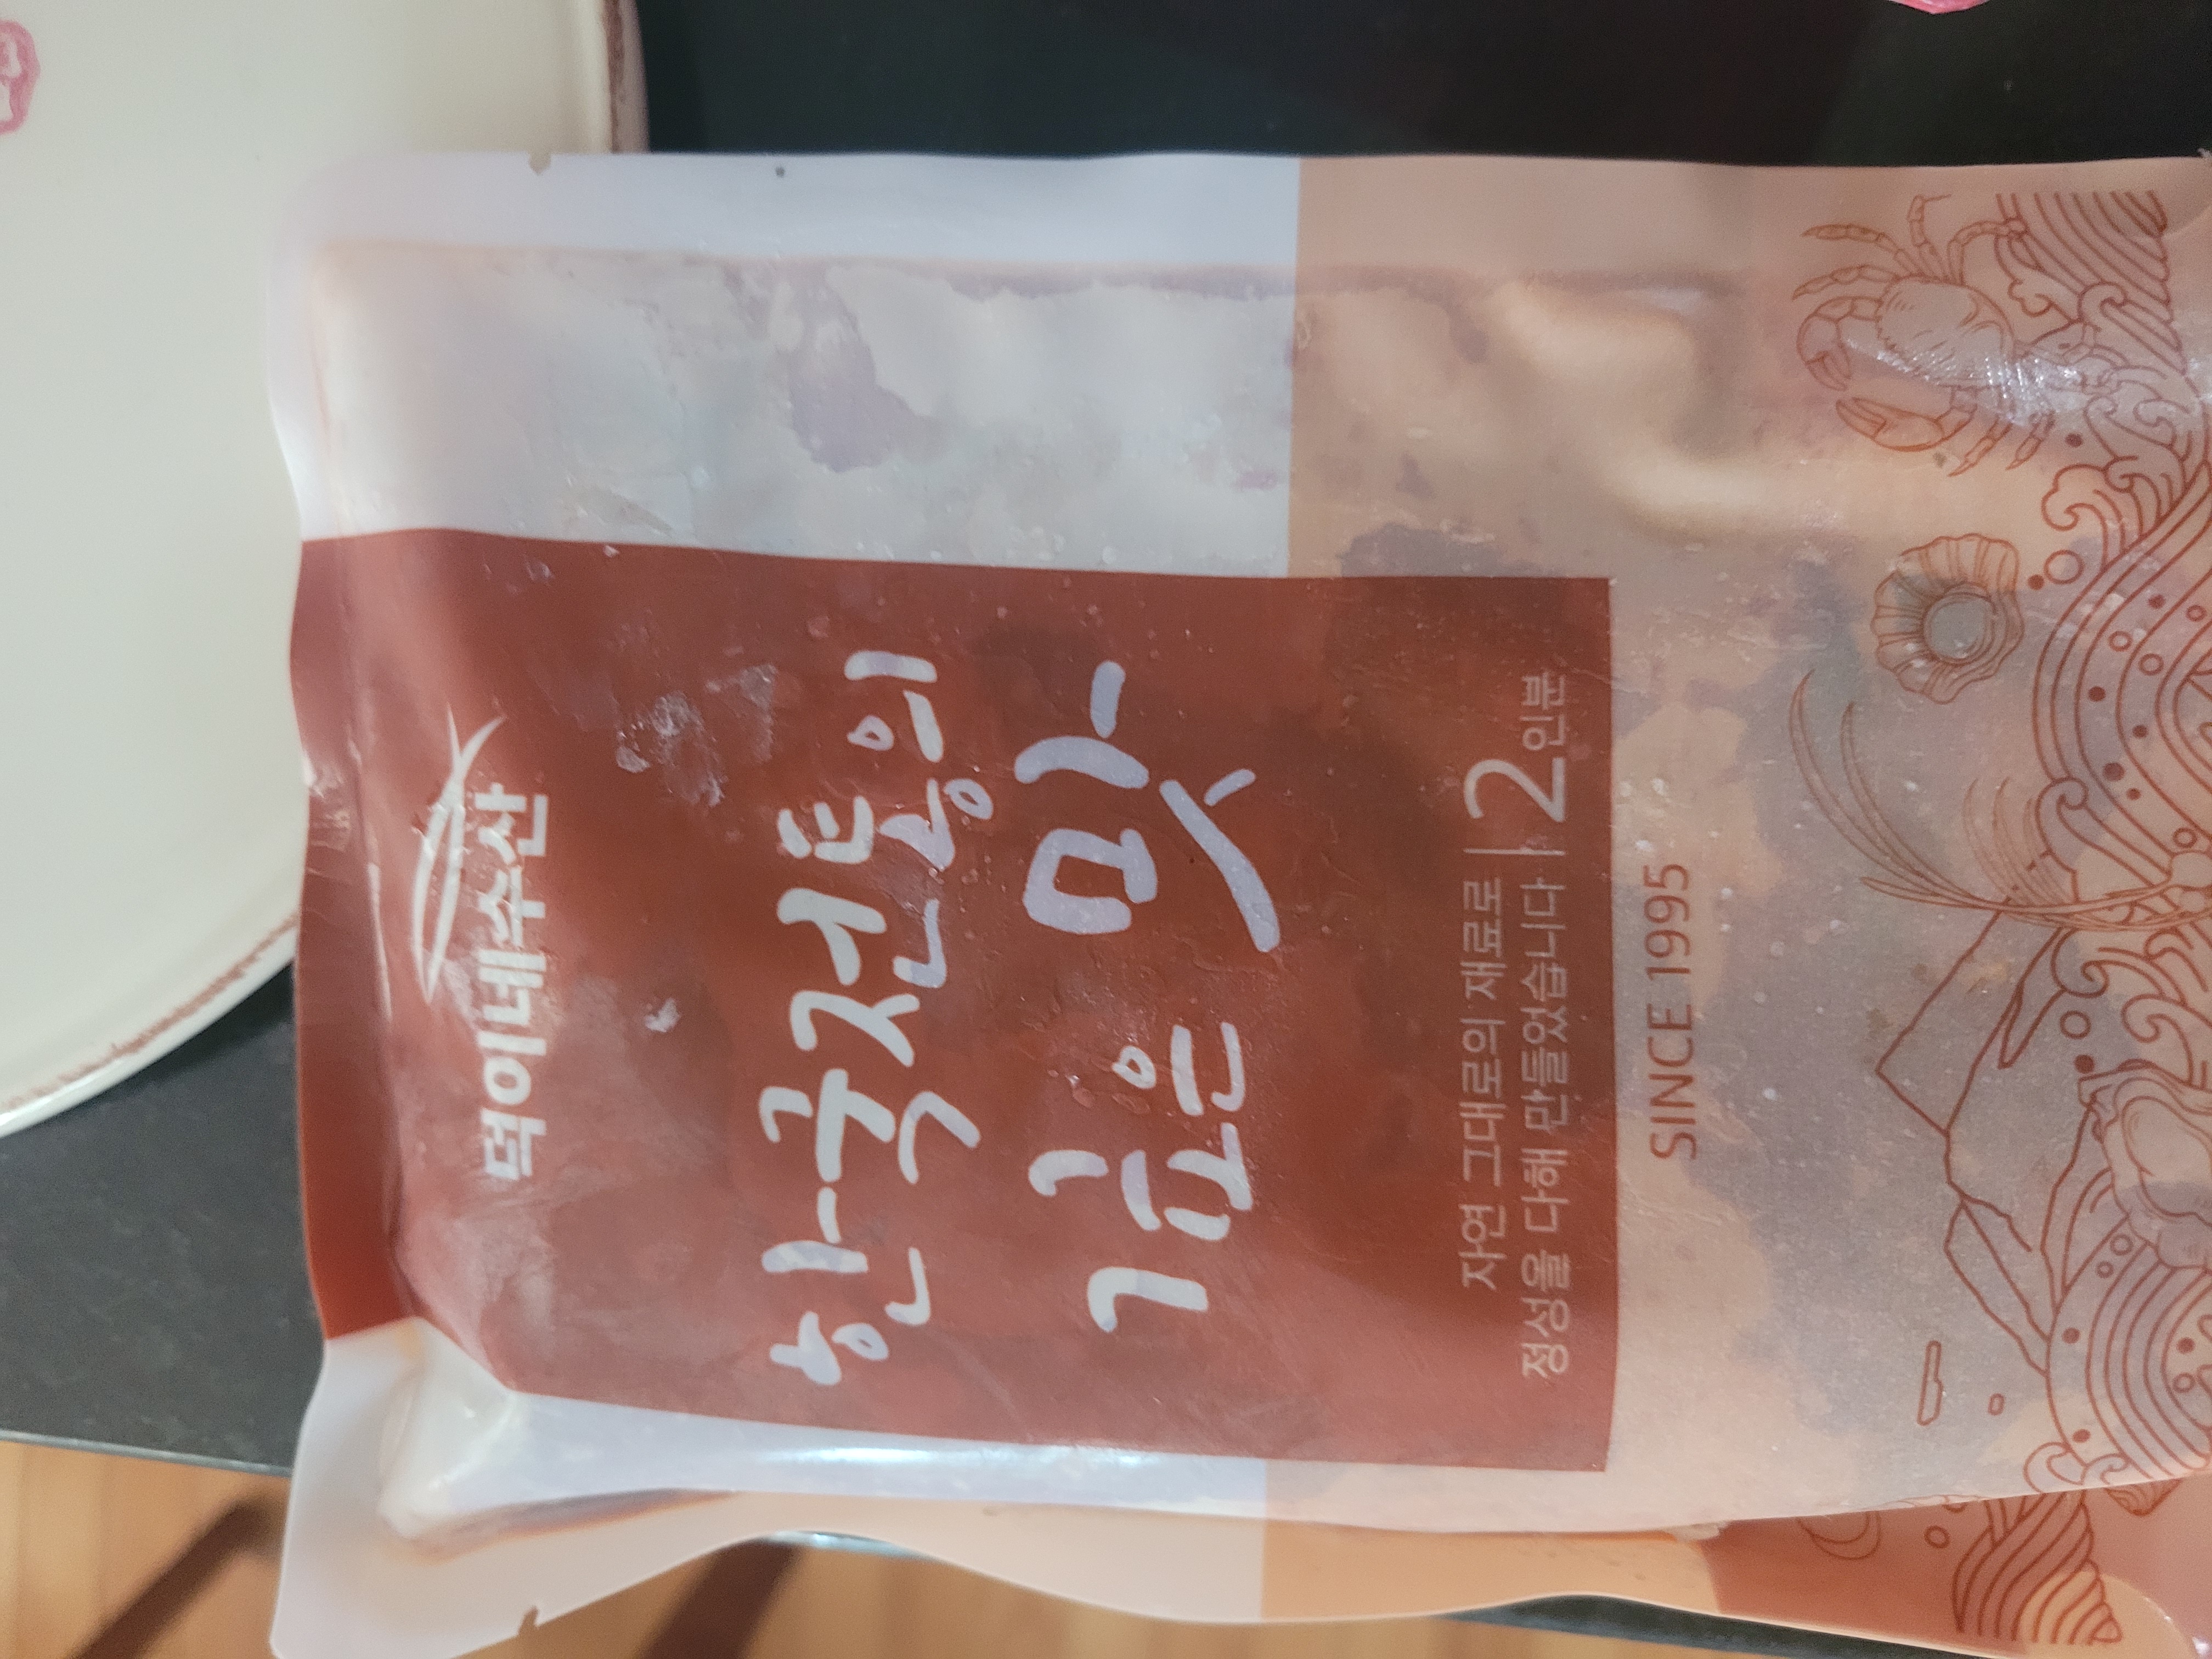 덕이네수산
한국전통의
깊은 맛
자연 그대로의 재료로
정성을 다해 만들었습니다
2인분
SINCE 1995